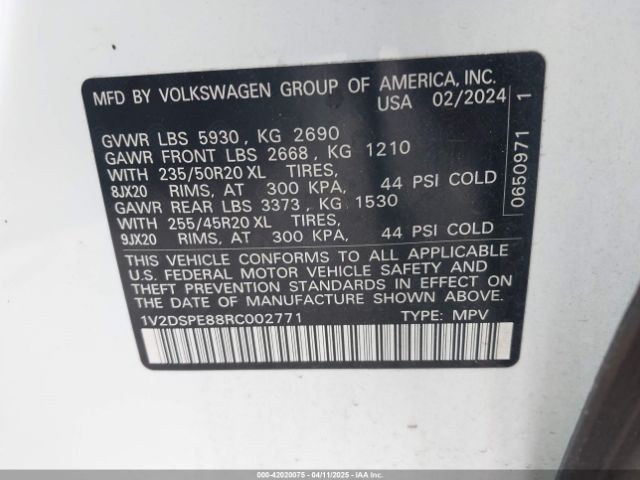 MFD BY VOLKSWAGEN GROUP OF AMERICA, INC.
USA 02/2024
GVWR LBS 5930, KG 2690
GAWR FRONT LBS 2668, KG 1210
WITH 235/50R20 XL TIRES,
8JX20 RIMS, AT 300 KPA, 44 PSI COLD
GAWR REAR LBS 3373, KG 1530
WITH 255/45R20 XL TIRES,
9JX20 RIMS, AT 300 KPA, 44 PSI COLD
THIS VEHICLE CONFORMS TO ALL APPLICABLE
U.S. FEDERAL MOTOR VEHICLE SAFETY AND
THEFT PREVENTION STANDARDS IN EFFECT ON
THE DATE OF MANUFACTURE SHOWN ABOVE.
1V2DSPE88RC002771 TYPE: MPV
0650971 1
000-42020075 - 04/11/2025 - IAAI.COM